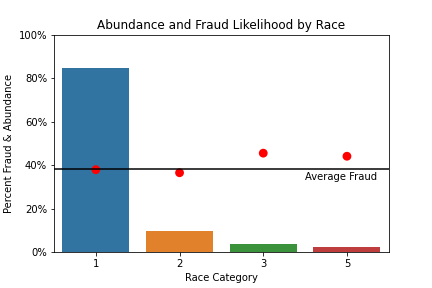 Abundance and Fraud Likelihood by Race
100%
80%
60%
40%
20%
0%
Percent Fraud & Abundance
Average Fraud
1 2 3 5
Race Category